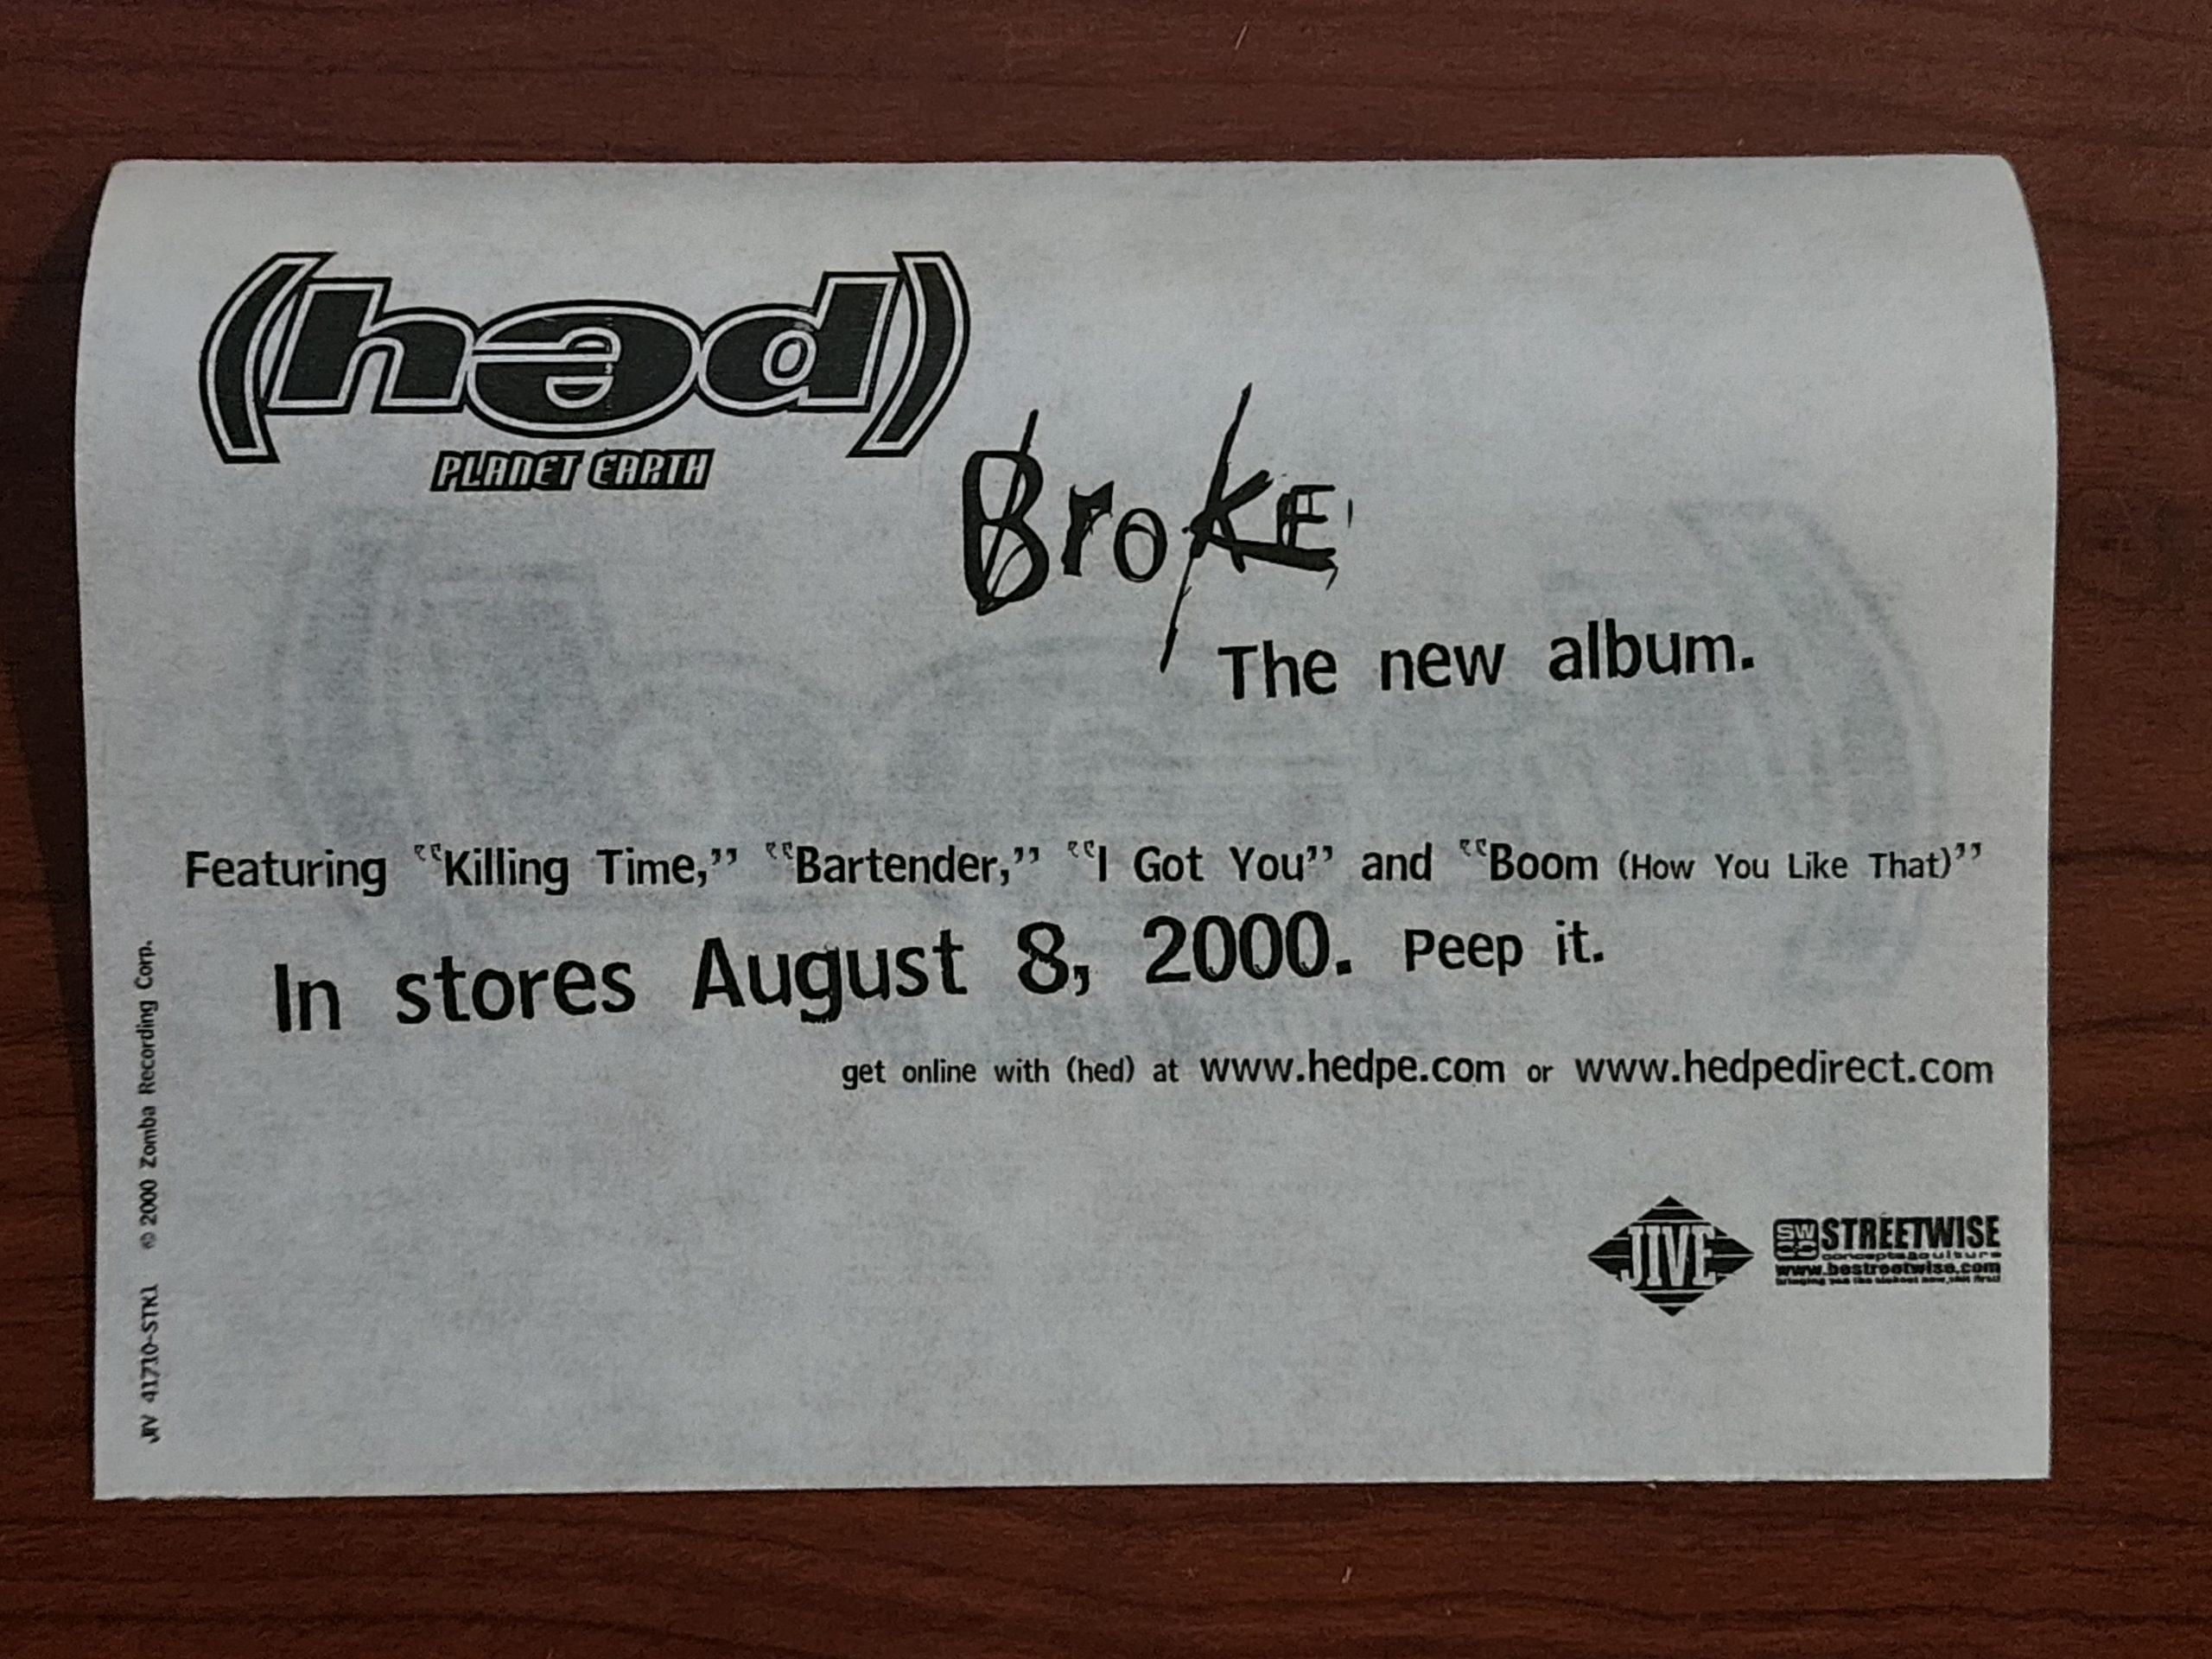 (həd)
PLANET EARTH
BroKE
The new album.
Featuring “Killing Time,” “Bartender,” “I Got You” and “Boom (How You Like That)”
In stores August 8, 2000. Peep it.
get online with (hed) at www.hedpe.com or www.hedpedirect.com
JIV 41710-STK1 © 2000 Zomba Recording Corp.
JIVE
SW
STREETWISE
www.bestreetwise.com